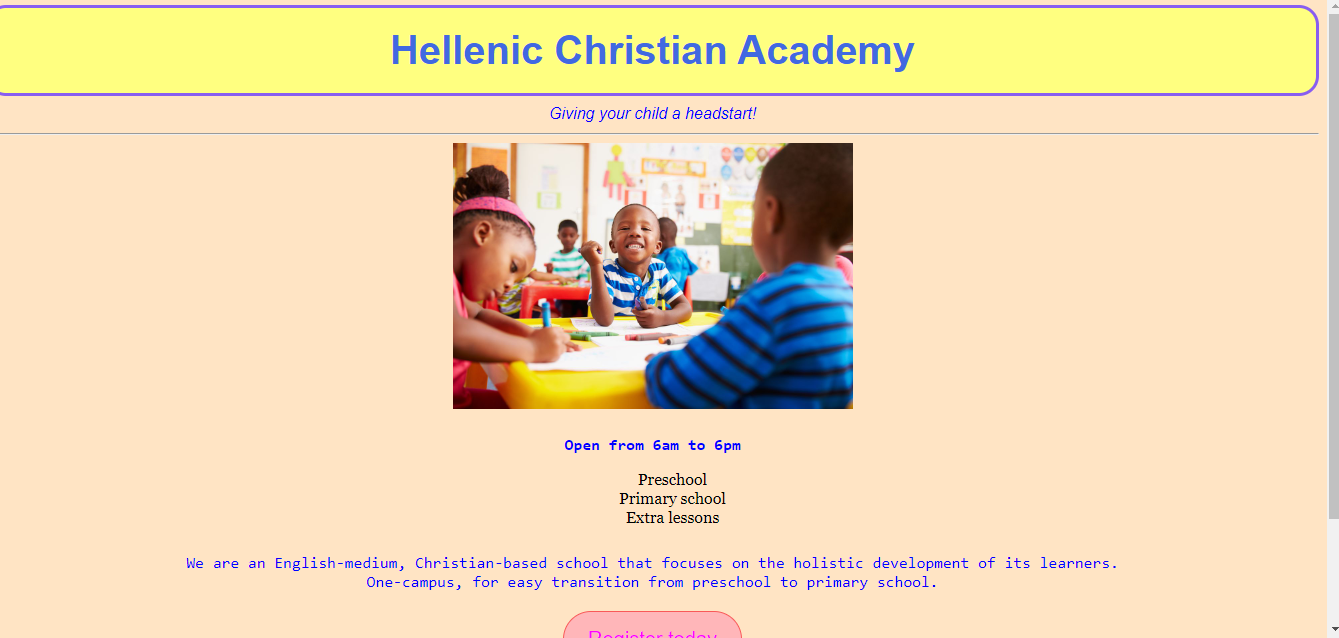 Hellenic Christian Academy
Giving your child a headstart!
Open from 6am to 6pm
Preschool
Primary school
Extra lessons
We are an English-medium, Christian-based school that focuses on the holistic development of its learners.
One-campus, for easy transition from preschool to primary school.
Register today